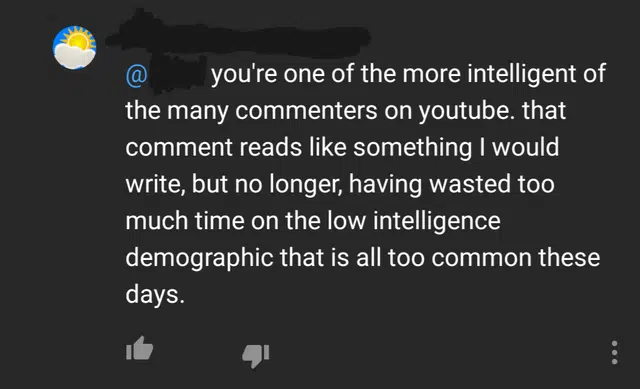 @ you're one of the more intelligent of
the many commenters on youtube. that
comment reads like something I would
write, but no longer, having wasted too
much time on the low intelligence
demographic that is all too common these
days.